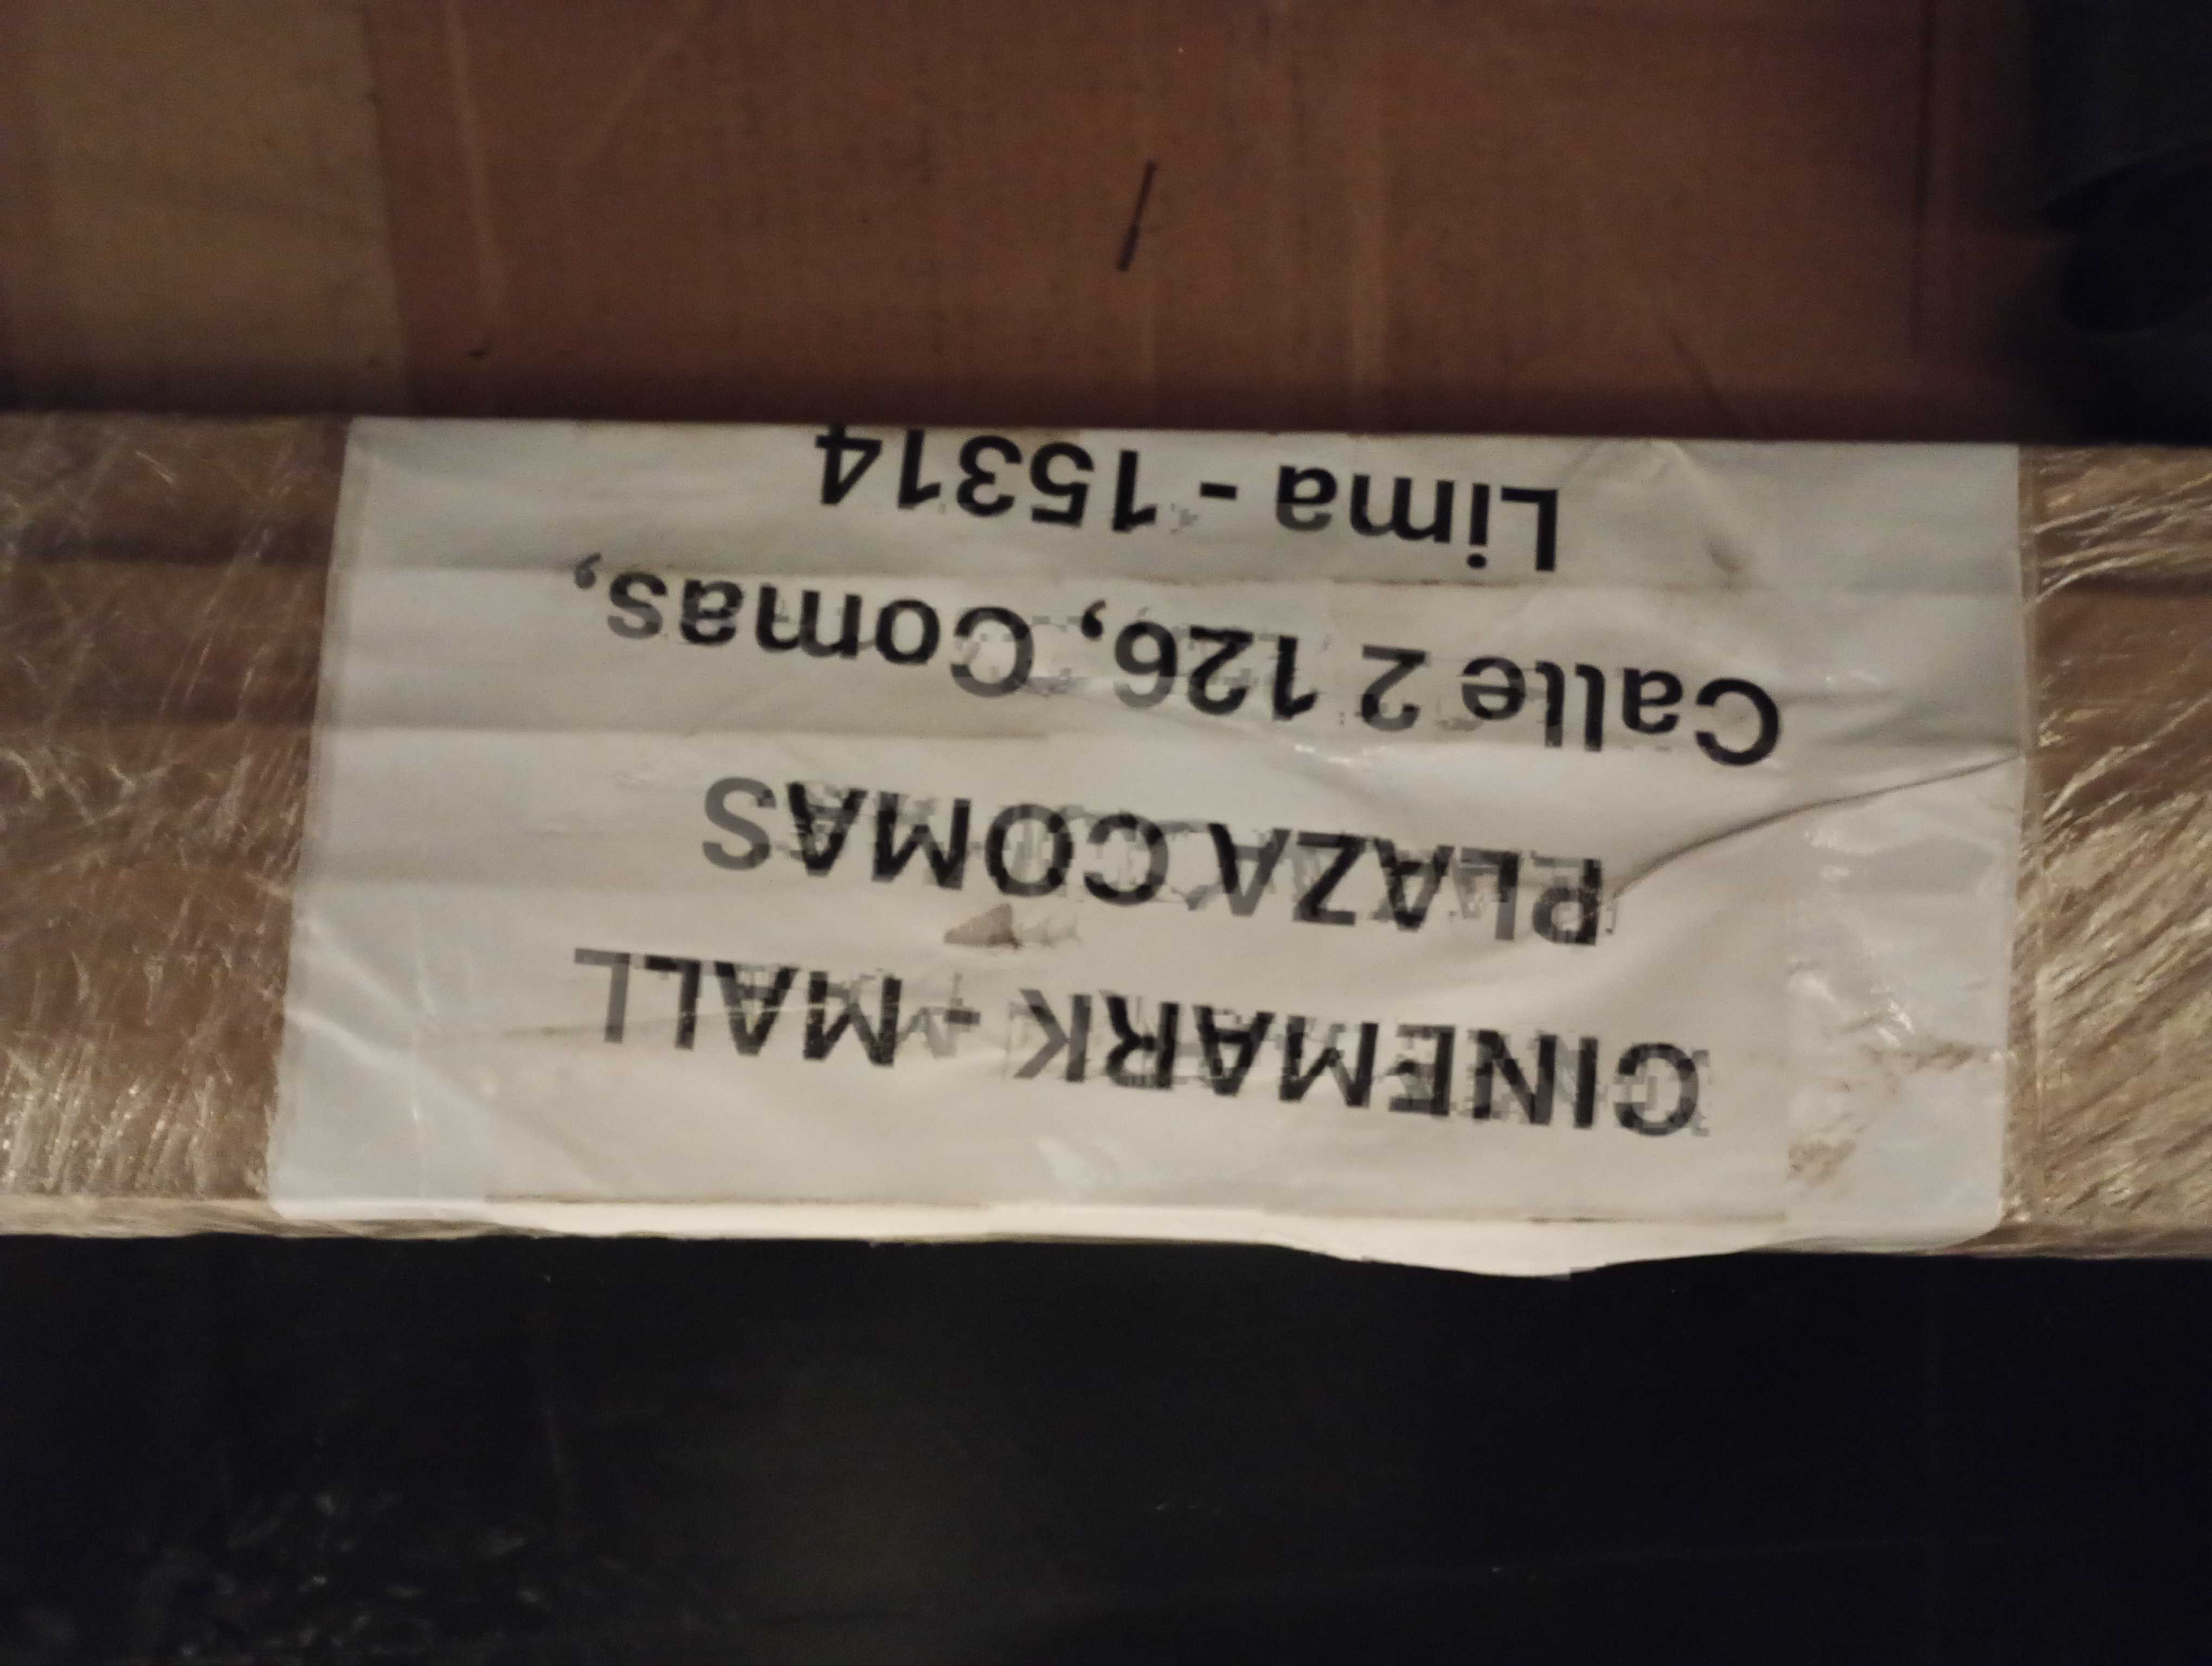 CINEMARK - MALL
PLAZA COMAS
Calle 2 126, Comas,
Lima - 15314